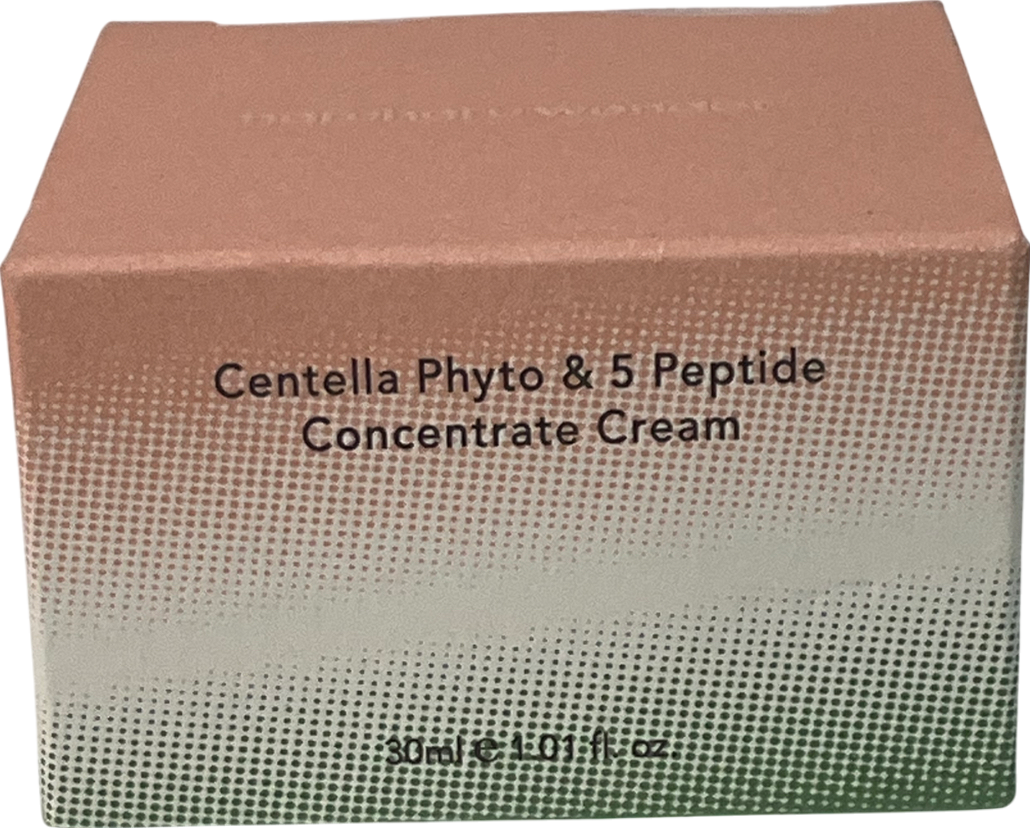 Centella Phyto & 5 Peptide
Concentrate Cream
30ml ℮ 1.01 fl. oz.